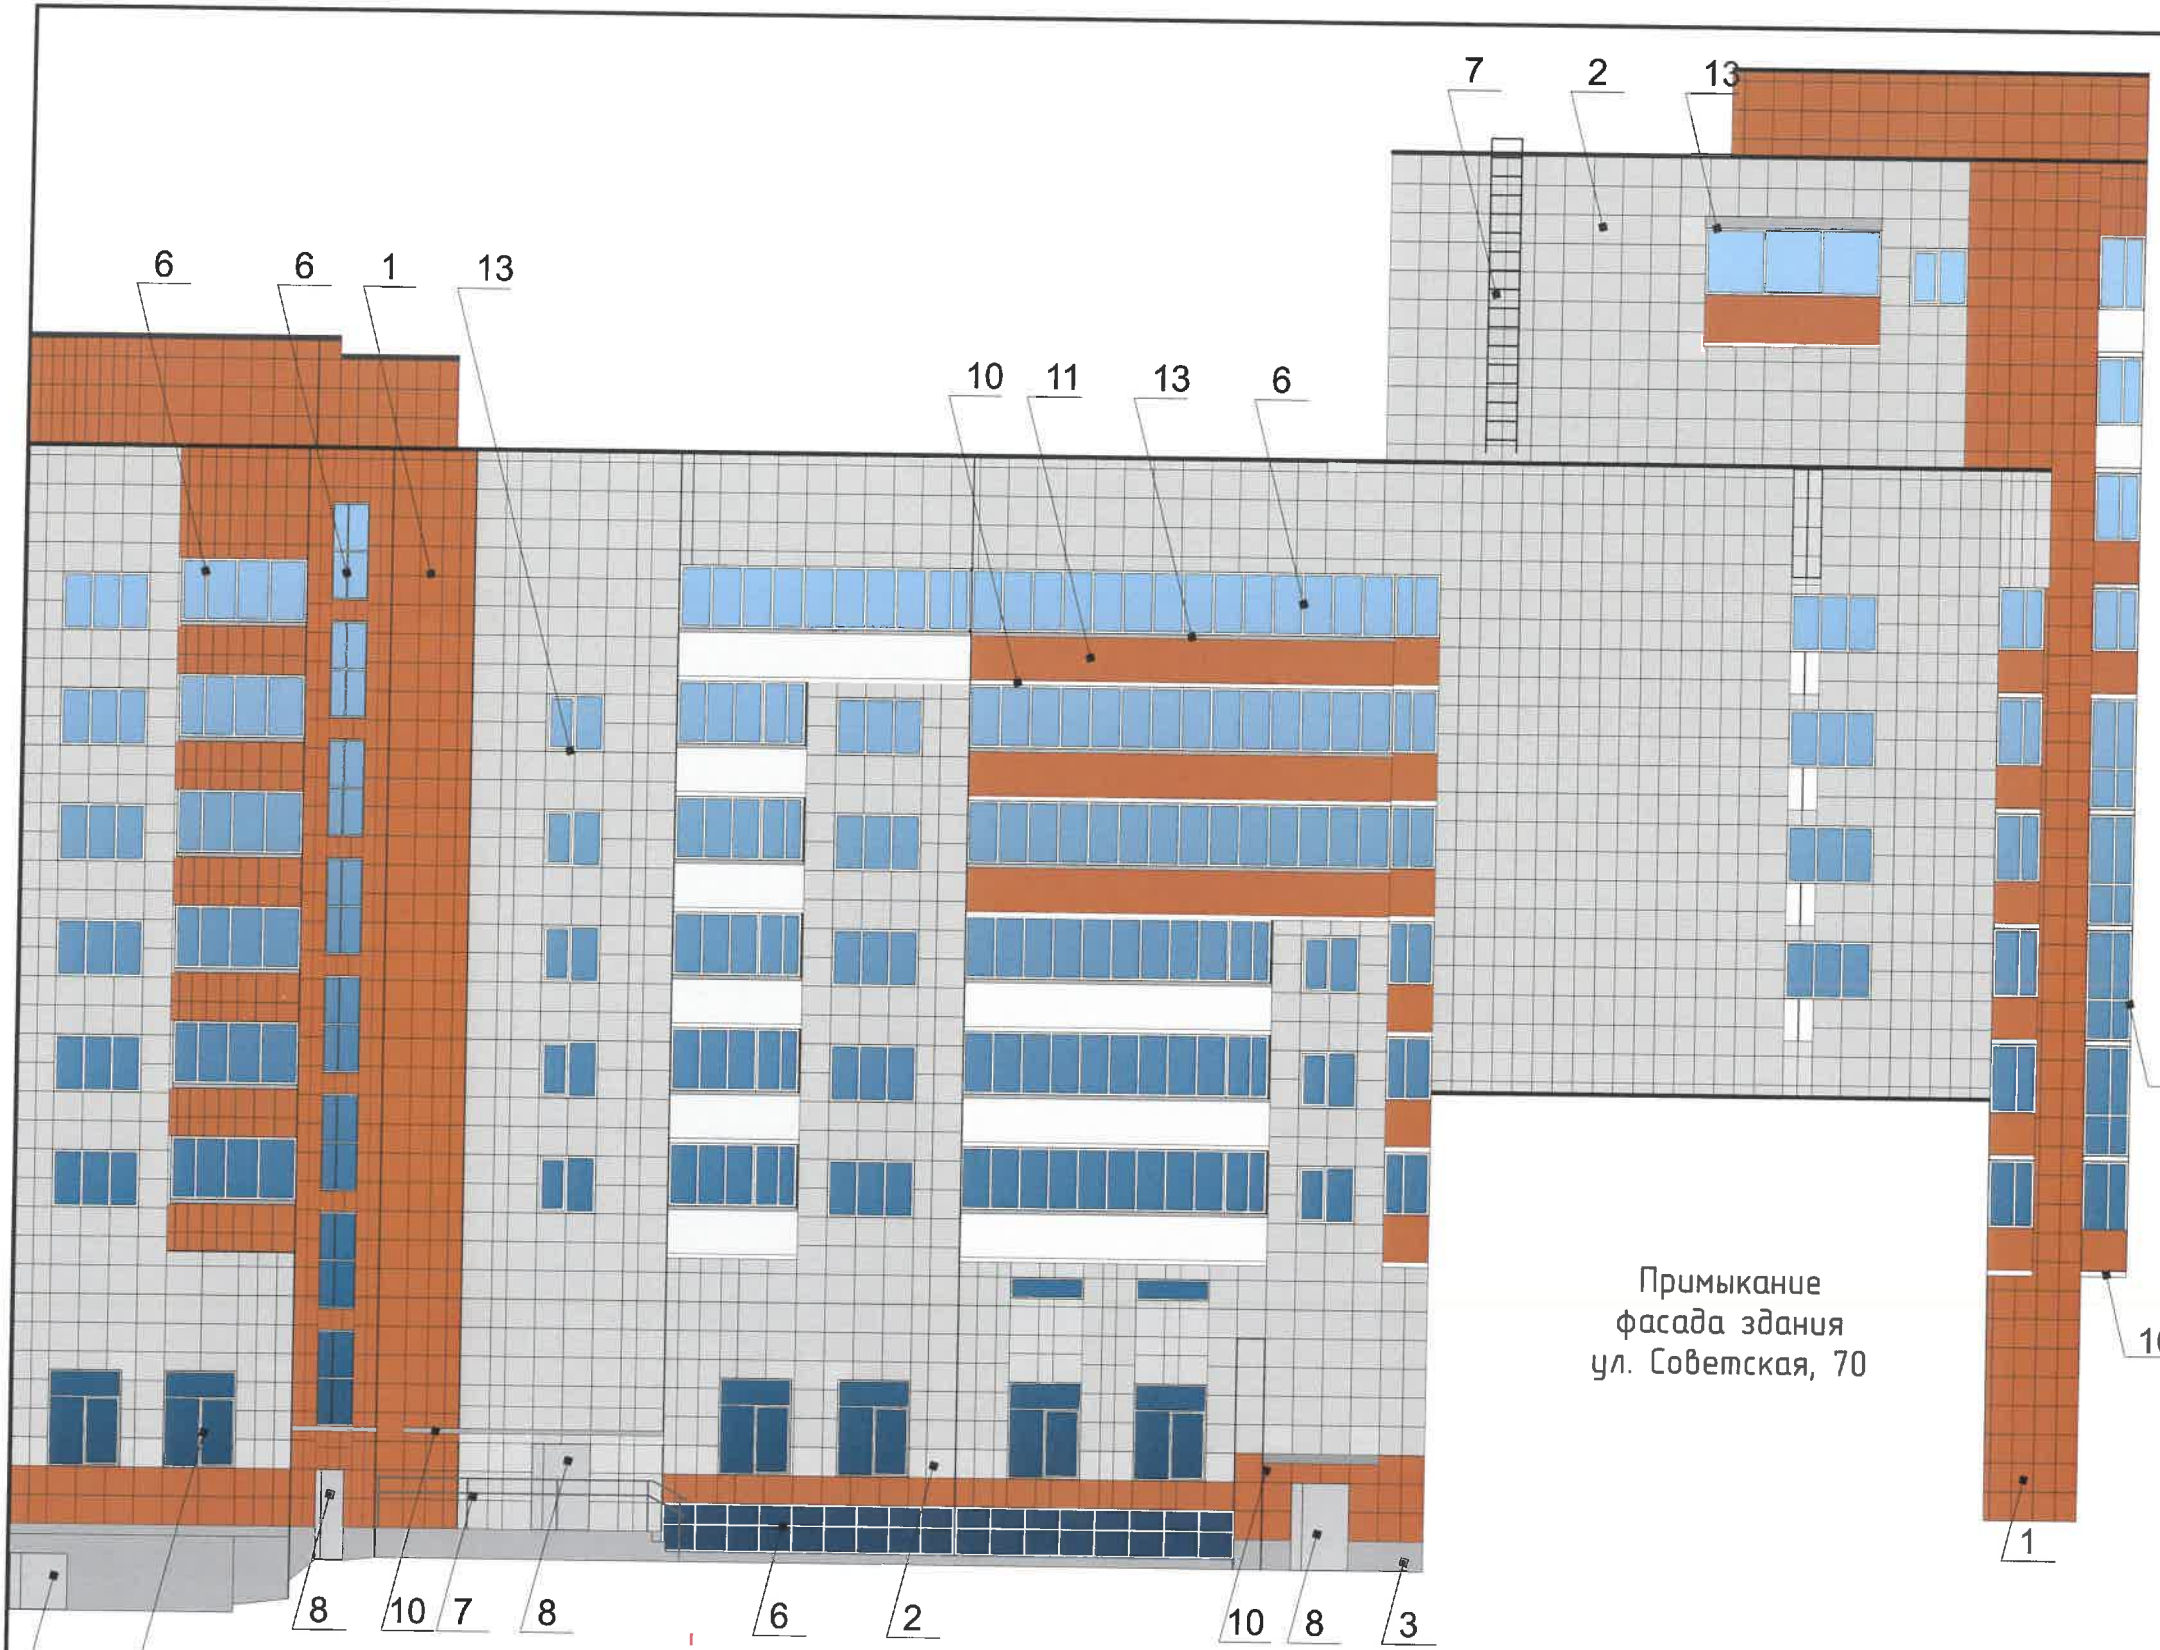 7 2 13
6 6 1 13
10 11 13 6
Примыкание
фасада здания
ул. Советская, 70
1
8 10 7 8 6 2 10 8 3